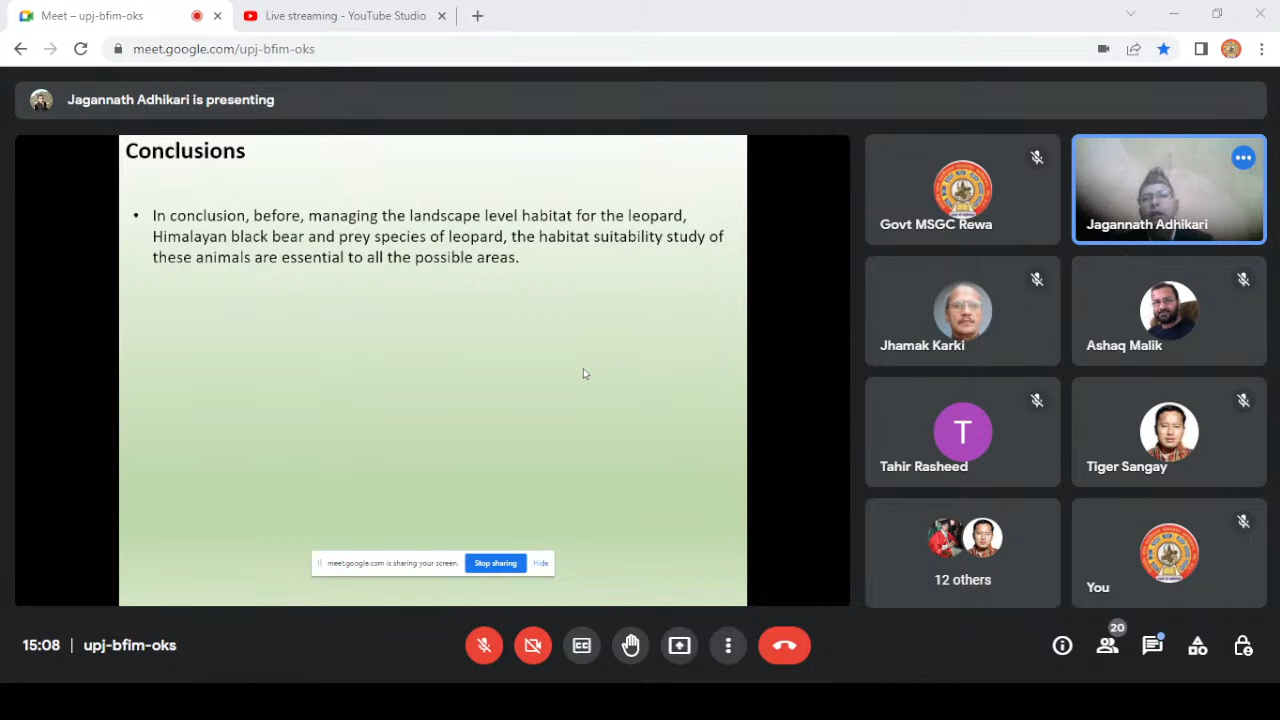 Meet – upj-bfim-oks
Live streaming - YouTube Studio
meet.google.com/upj-bfim-oks
Jagannath Adhikari is presenting
Conclusions
• In conclusion, before, managing the landscape level habitat for the leopard,
Himalayan black bear and prey species of leopard, the habitat suitability study of
these animals are essential to all the possible areas.
meet.google.com is sharing your screen.
Stop sharing
Hide
Govt MSGC Rewa
Jagannath Adhikari
Jhamak Karki
Ashaq Malik
T
Tahir Rasheed
Tiger Sangay
12 others
You
15:08 | upj-bfim-oks
CC
20